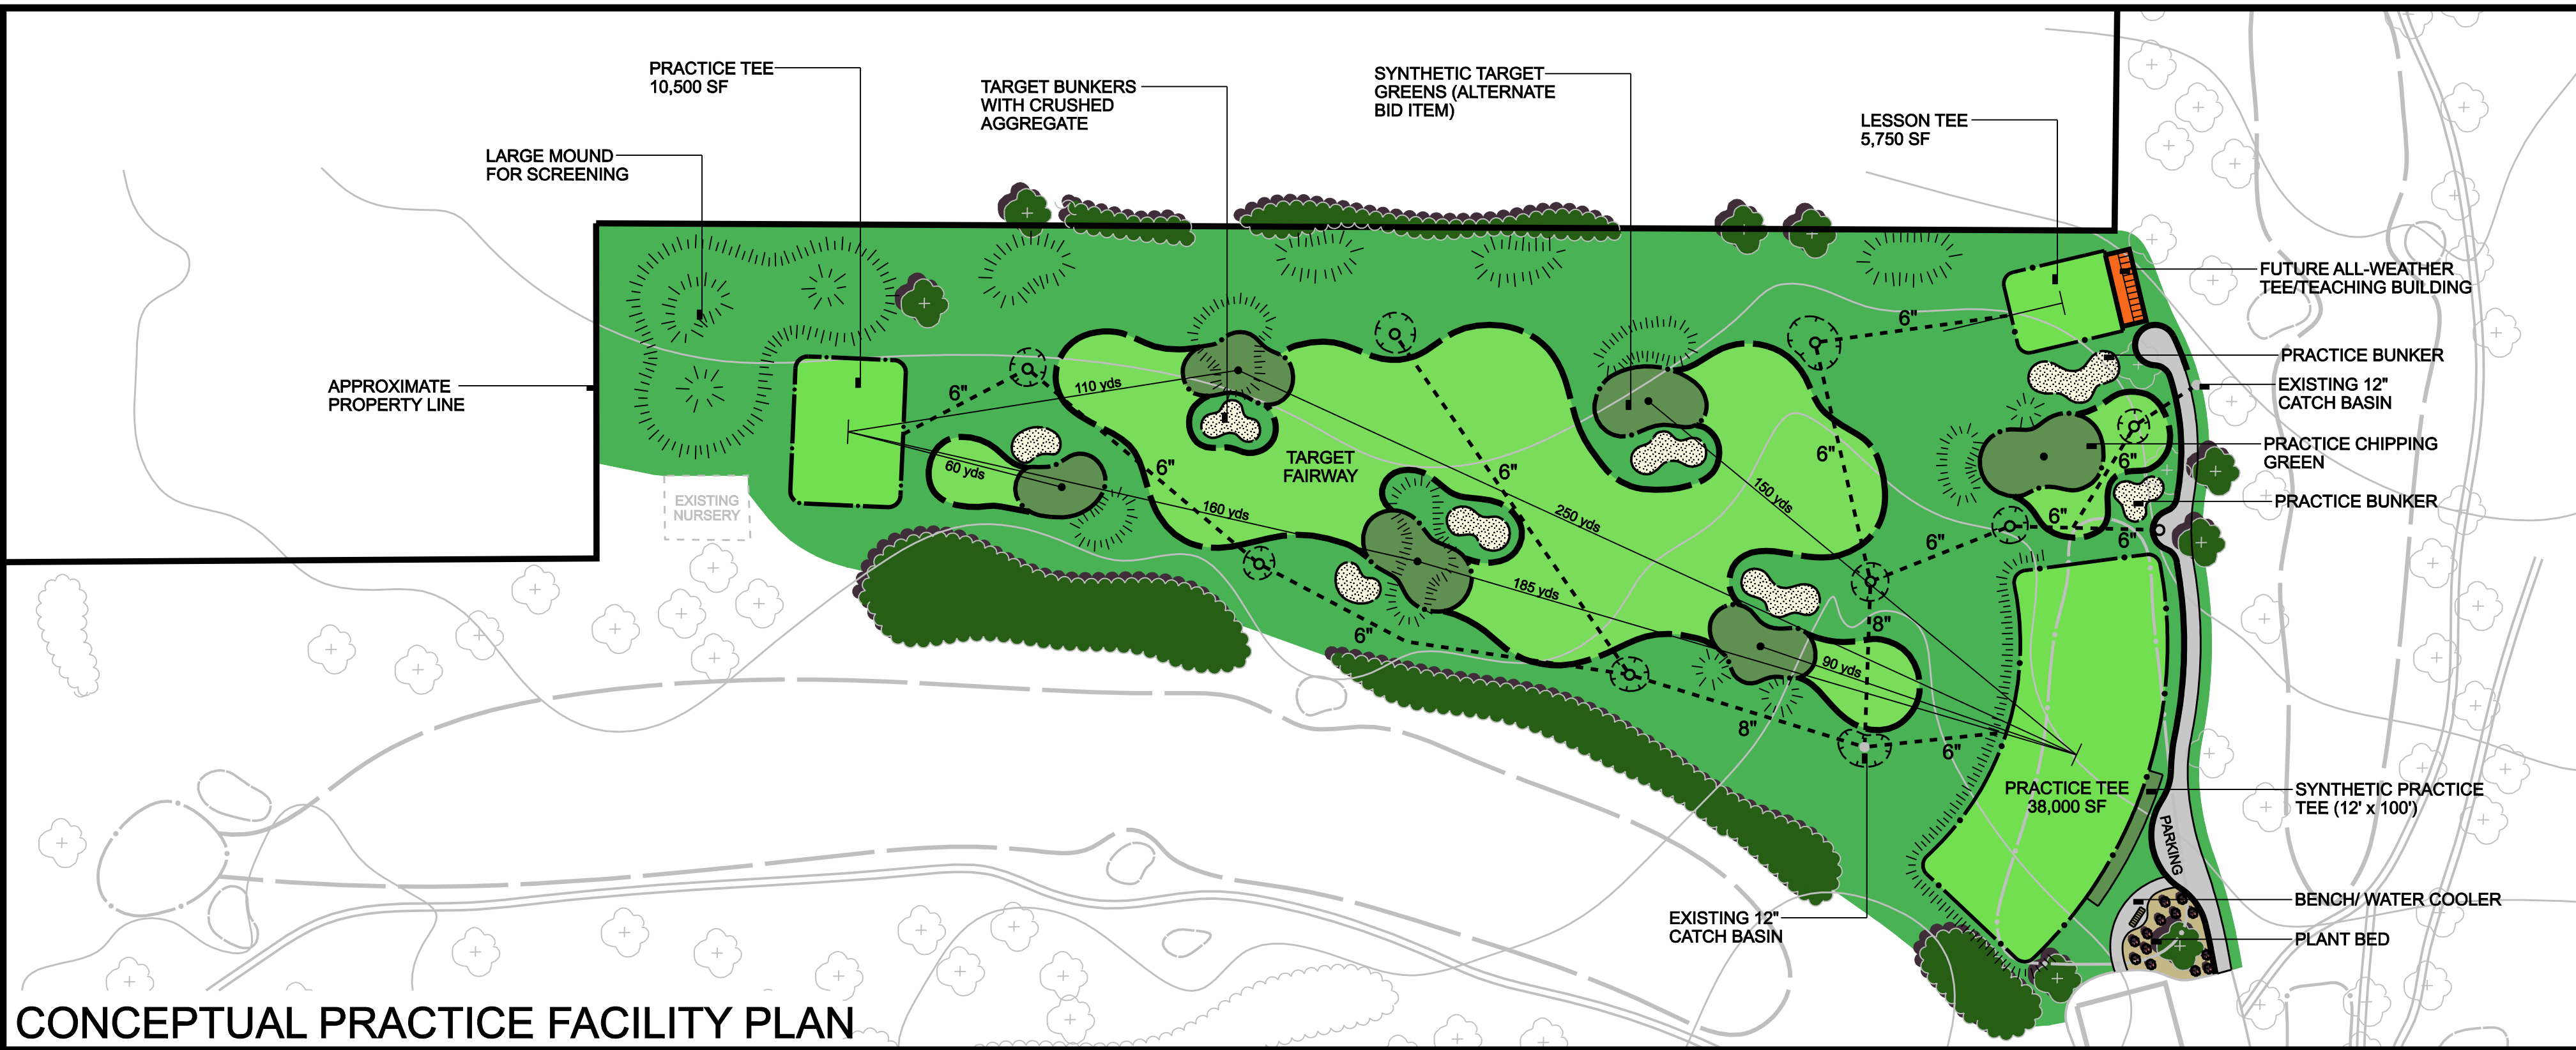 PRACTICE TEE
10,500 SF
TARGET BUNKERS
WITH CRUSHED
AGGREGATE
SYNTHETIC TARGET
GREENS (ALTERNATE
BID ITEM)
LESSON TEE
5,750 SF
LARGE MOUND
FOR SCREENING
FUTURE ALL-WEATHER
TEE/TEACHING BUILDING
APPROXIMATE
PROPERTY LINE
PRACTICE BUNKER
EXISTING 12"
CATCH BASIN
PRACTICE CHIPPING
GREEN
PRACTICE BUNKER
EXISTING
NURSERY
TARGET
FAIRWAY
6"
110 yds
60 yds
6"
160 yds
6"
250 yds
150 yds
6"
6"
6"
6"
6"
6"
185 yds
6"
8"
90 yds
8"
6"
PRACTICE TEE
38,000 SF
SYNTHETIC PRACTICE
TEE (12' x 100')
PARKING
BENCH/ WATER COOLER
PLANT BED
EXISTING 12"
CATCH BASIN
CONCEPTUAL PRACTICE FACILITY PLAN